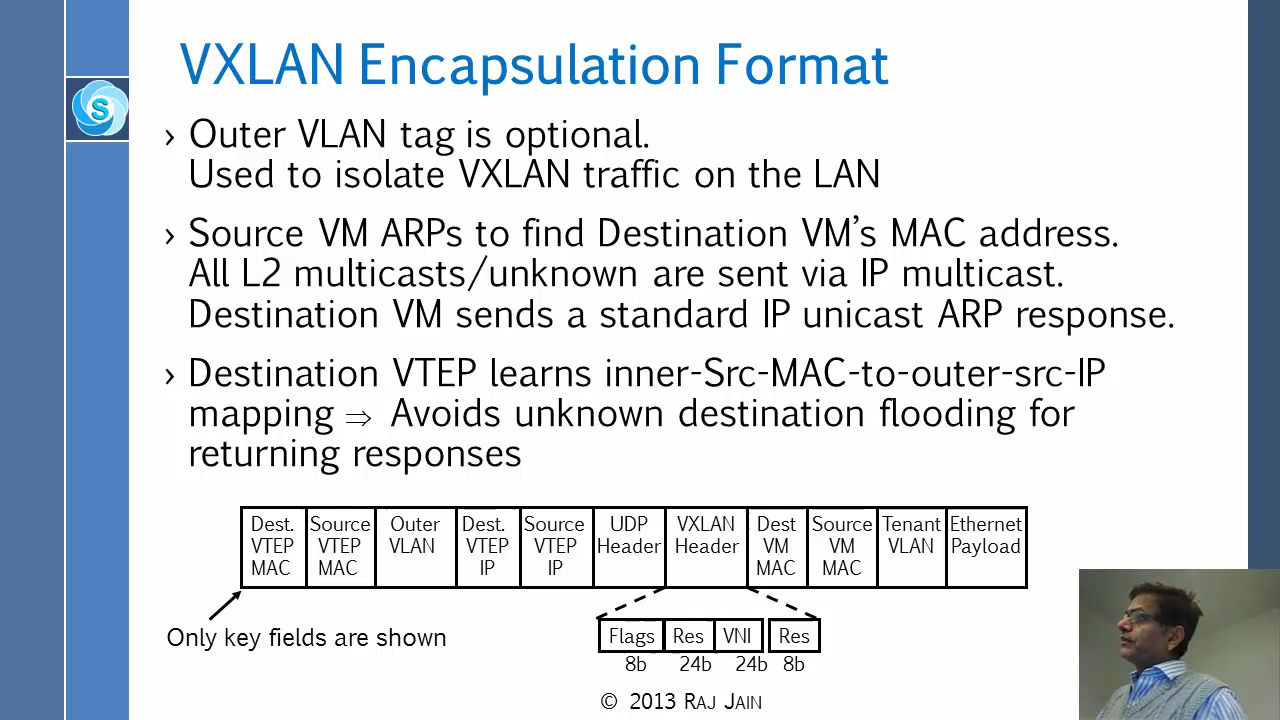 VXLAN Encapsulation Format
S
› Outer VLAN tag is optional.
Used to isolate VXLAN traffic on the LAN
› Source VM ARPs to find Destination VM’s MAC address.
All L2 multicasts/unknown are sent via IP multicast.
Destination VM sends a standard IP unicast ARP response.
› Destination VTEP learns inner-Src-MAC-to-outer-src-IP
mapping ⇒ Avoids unknown destination flooding for
returning responses
Dest. VTEP MAC
Source VTEP MAC
Outer VLAN
Dest. VTEP IP
Source VTEP IP
UDP Header
VXLAN Header
Dest VM MAC
Source VM MAC
Tenant VLAN
Ethernet Payload
Only key fields are shown
Flags Res VNI Res
8b 24b 24b 8b
© 2013 RAJ JAIN